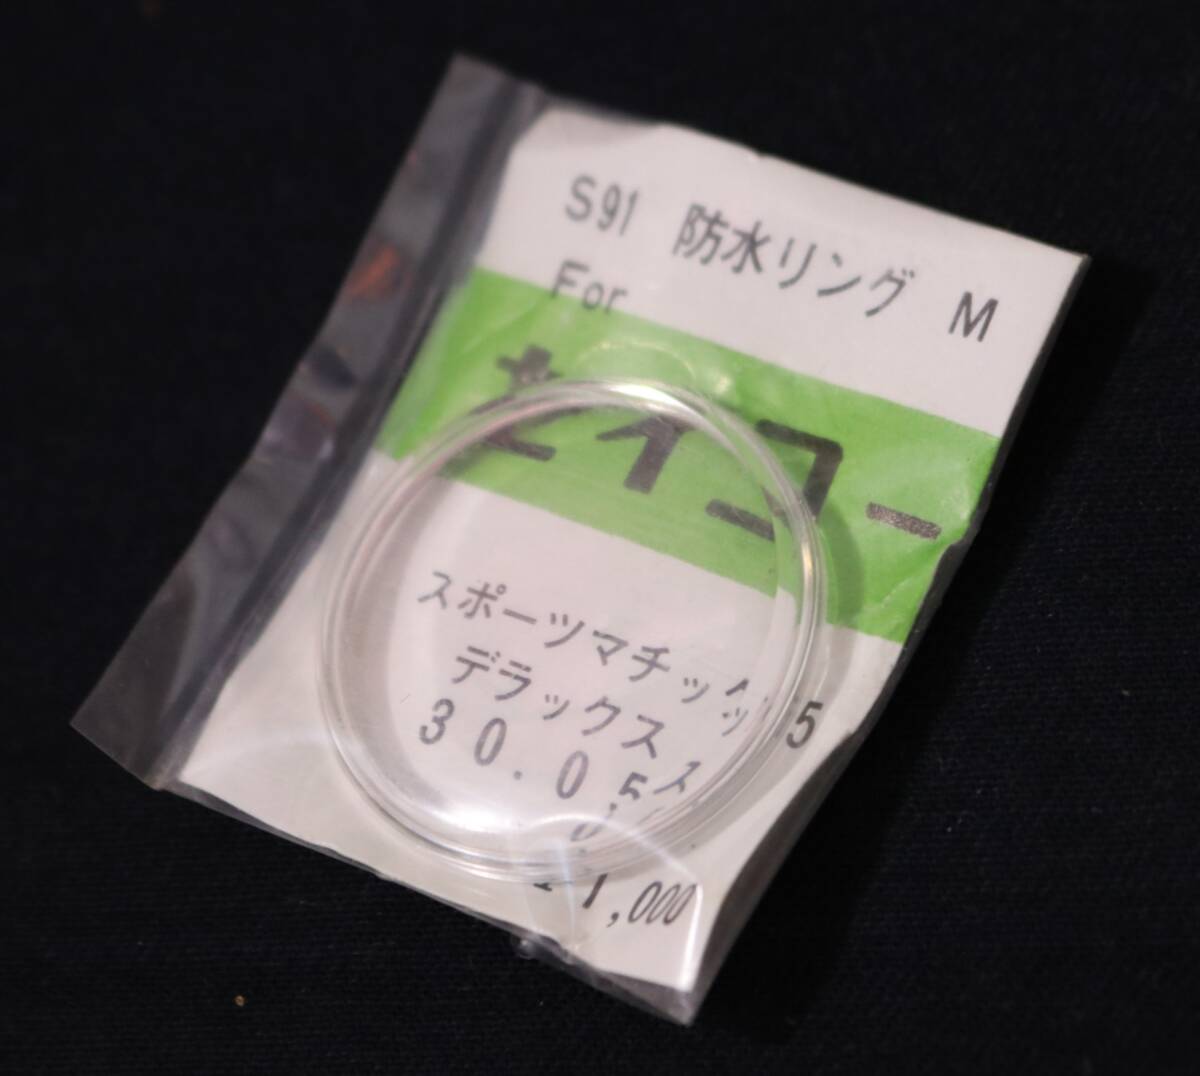 S91 防水リング M
For
セイコー
スポーツマチック 5
デラックス
30.05
1,000